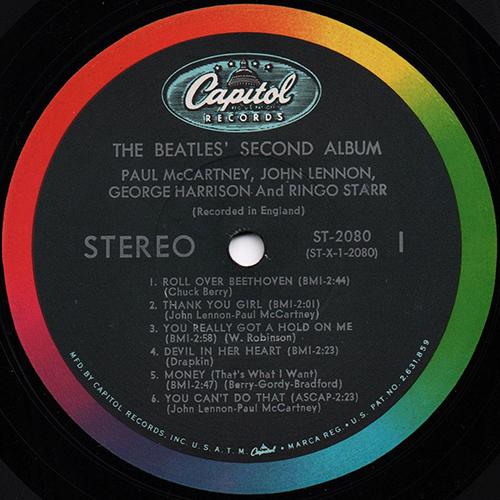 Capitol
RECORDS
THE BEATLES' SECOND ALBUM
PAUL McCARTNEY, JOHN LENNON,
GEORGE HARRISON And RINGO STARR
(Recorded in England)
STEREO
ST-2080
(ST-X-1-2080)
1
1. ROLL OVER BEETHOVEN (BMI-2:44)
(Chuck Berry)
2. THANK YOU GIRL (BMI-2:01)
(John Lennon-Paul McCartney)
3. YOU REALLY GOT A HOLD ON ME
(BMI-2:58) (W. Robinson)
4. DEVIL IN HER HEART (BMI-2:23)
(Drapkin)
5. MONEY (That's What I Want)
(BMI-2:47) (Berry-Gordy-Bradford)
6. YOU CAN'T DO THAT (ASCAP-2:23)
(John Lennon-Paul McCartney)
MFD. BY CAPITOL RECORDS, INC. U.S.A. T.M. Capitol MARCA REG. • U.S. PAT. NO. 2,631,859